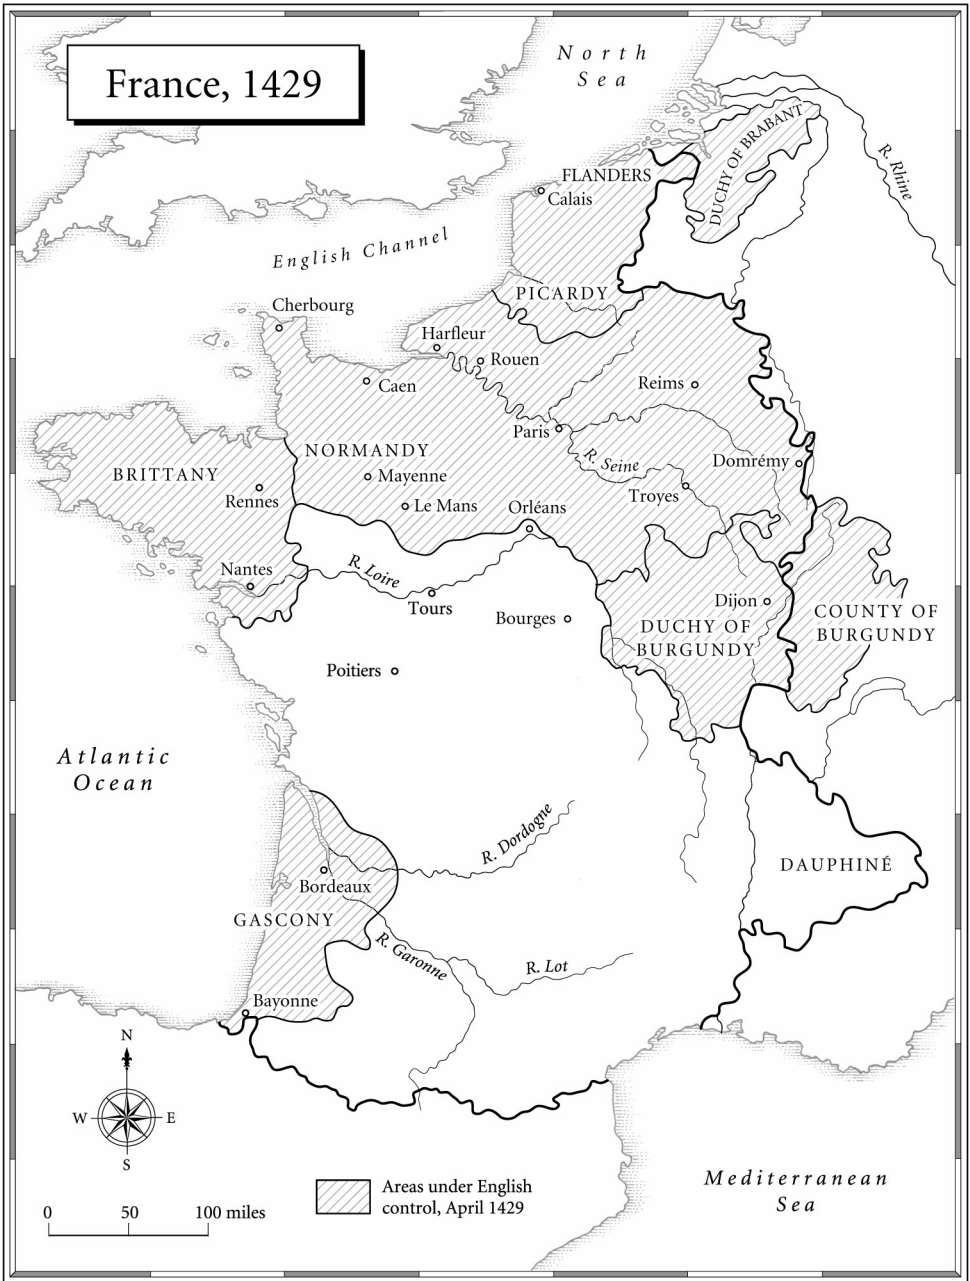 France, 1429
North
Sea
R. Rhine
DUCHY OF BRABANT
FLANDERS
Calais
English Channel
PICARDY
Cherbourg
Harfleur
Rouen
Caen
Reims
Paris
NORMANDY
R. Seine
Domrémy
BRITTANY
Mayenne
Rennes
Le Mans
Troyes
Orléans
Nantes
R. Loire
Tours
Bourges
Dijon
DUCHY OF
BURGUNDY
COUNTY OF
BURGUNDY
Poitiers
Atlantic
Ocean
R. Dordogne
DAUPHINÉ
Bordeaux
GASCONY
R. Garonne
R. Lot
Bayonne
N
W
E
S
Areas under English
control, April 1429
Mediterranean
Sea
0 50 100 miles